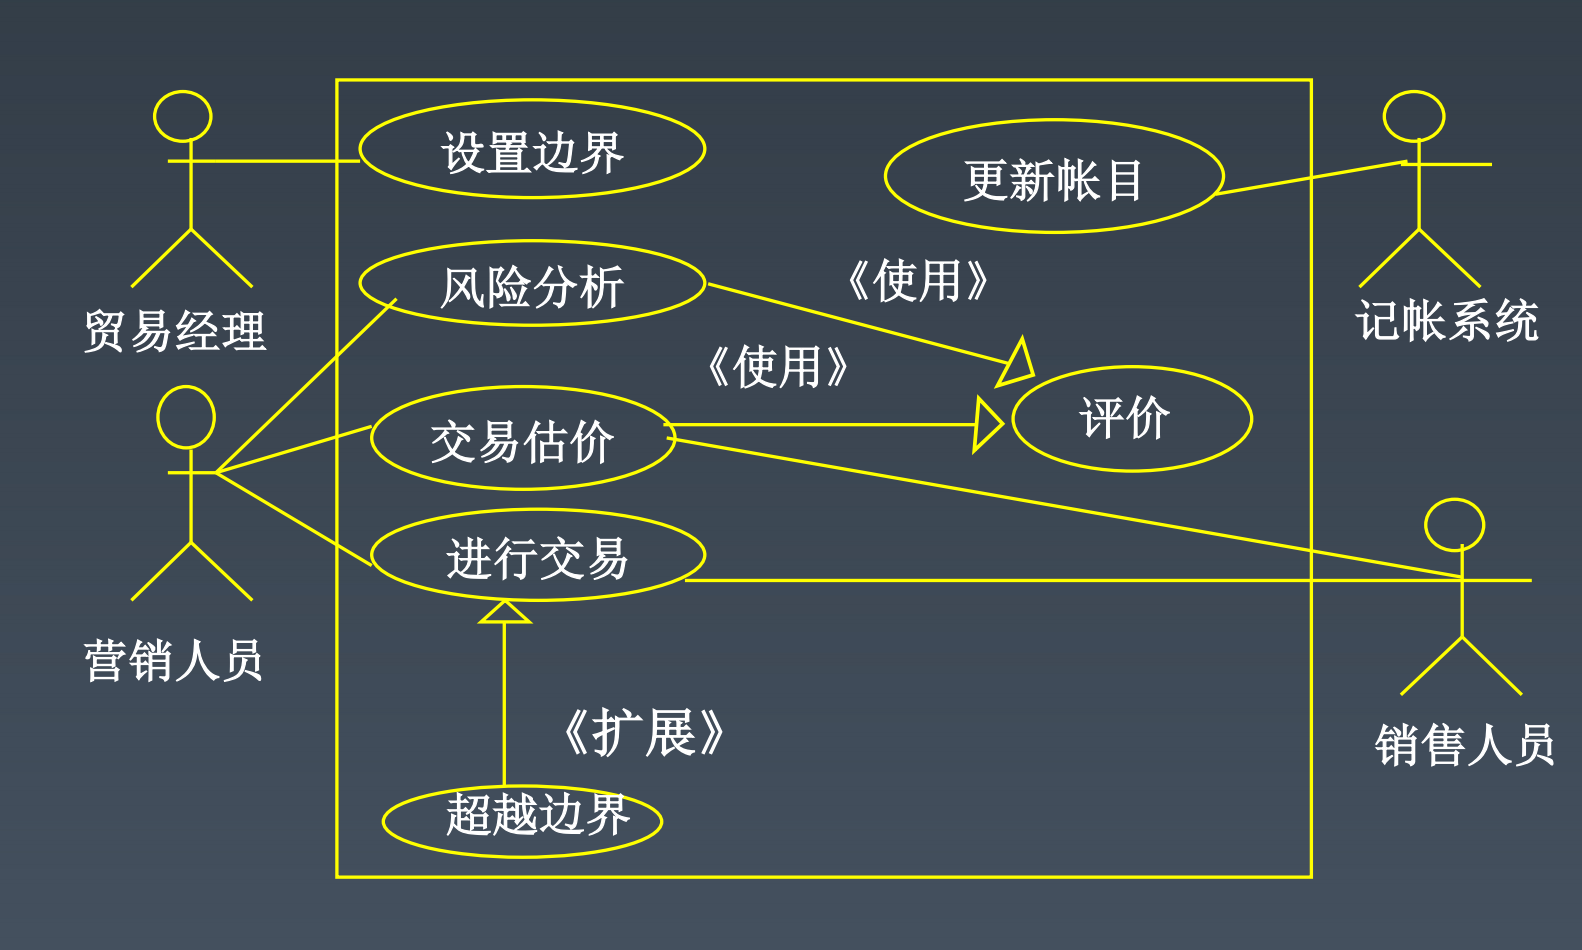 设置边界
更新帐目
风险分析
《使用》
贸易经理
记帐系统
《使用》
交易估价
评价
进行交易
营销人员
《扩展》
销售人员
超越边界